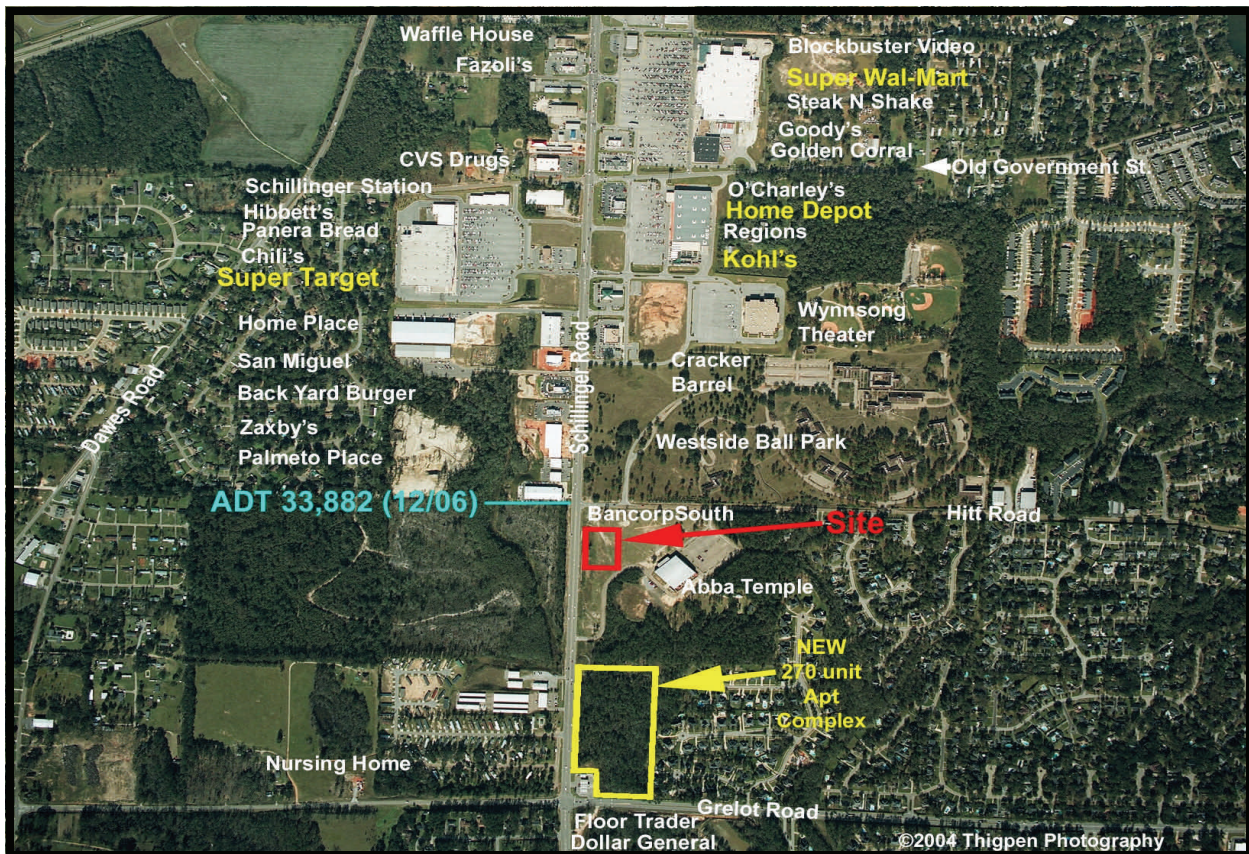 Waffle House
Fazoli's
Blockbuster Video
Super Wal-Mart
Steak N Shake
Goody's
Golden Corral
CVS Drugs
Old Government St.
Schillinger Station
Hibbett's
Panera Bread
Chili's
Super Target
O'Charley's
Home Depot
Regions
Kohl's
Home Place
San Miguel
Back Yard Burger
Zaxby's
Palmeto Place
Wynnsong
Theater
Cracker
Barrel
Dawes Road
Schillinger Road
Westside Ball Park
ADT 33,882 (12/06)
BancorpSouth
Site
Hitt Road
Abba Temple
NEW
270 unit
Apt
Complex
Nursing Home
Grelot Road
Floor Trader
Dollar General
©2004 Thigpen Photography